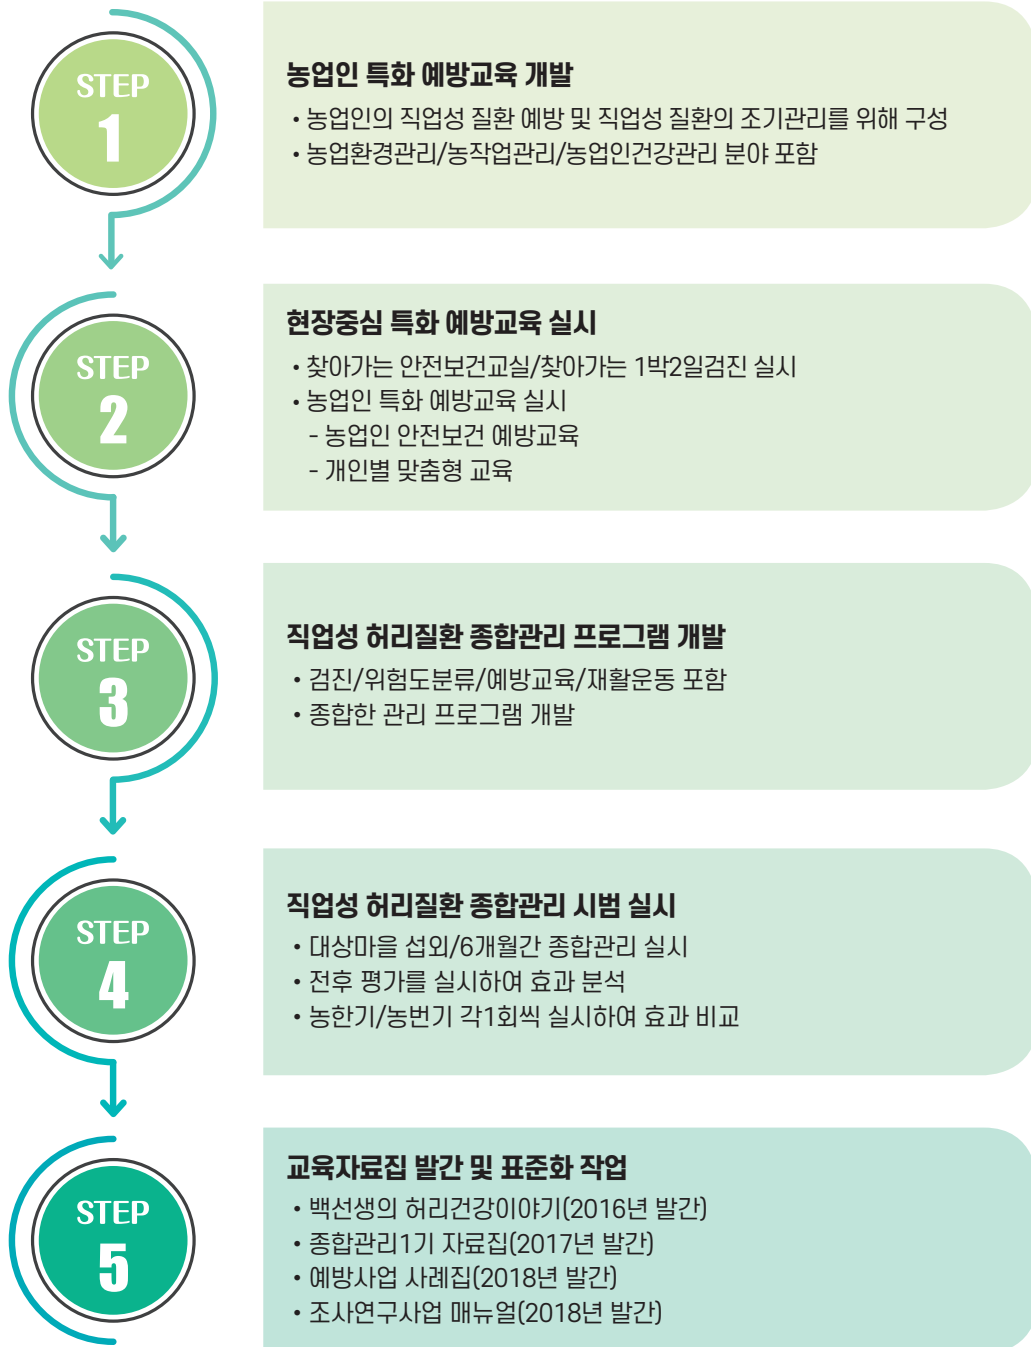 STEP
1
농업인 특화 예방교육 개발
• 농업인의 직업성 질환 예방 및 직업성 질환의 조기관리를 위해 구성
• 농업환경관리/농작업관리/농업인건강관리 분야 포함
STEP
2
현장중심 특화 예방교육 실시
• 찾아가는 안전보건교실/찾아가는 1박2일검진 실시
• 농업인 특화 예방교육 실시
- 농업인 안전보건 예방교육
- 개인별 맞춤형 교육
STEP
3
직업성 허리질환 종합관리 프로그램 개발
• 검진/위험도분류/예방교육/재활운동 포함
• 종합한 관리 프로그램 개발
STEP
4
직업성 허리질환 종합관리 시범 실시
• 대상마을 섭외/6개월간 종합관리 실시
• 전후 평가를 실시하여 효과 분석
• 농한기/농번기 각1회씩 실시하여 효과 비교
STEP
5
교육자료집 발간 및 표준화 작업
• 백선생의 허리건강이야기(2016년 발간)
• 종합관리1기 자료집(2017년 발간)
• 예방사업 사례집(2018년 발간)
• 조사연구사업 매뉴얼(2018년 발간)